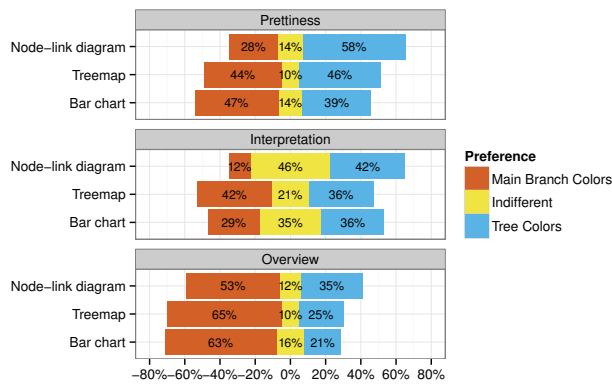 Prettiness
Node-link diagram 28% 14% 58%
Treemap 44% 10% 46%
Bar chart 47% 14% 39%
Interpretation
Node-link diagram 12% 46% 42%
Treemap 42% 21% 36%
Bar chart 29% 35% 36%
Preference
Main Branch Colors
Indifferent
Tree Colors
Overview
Node-link diagram 53% 12% 35%
Treemap 65% 10% 25%
Bar chart 63% 16% 21%
-80% -60% -40% -20% 0% 20% 40% 60% 80%